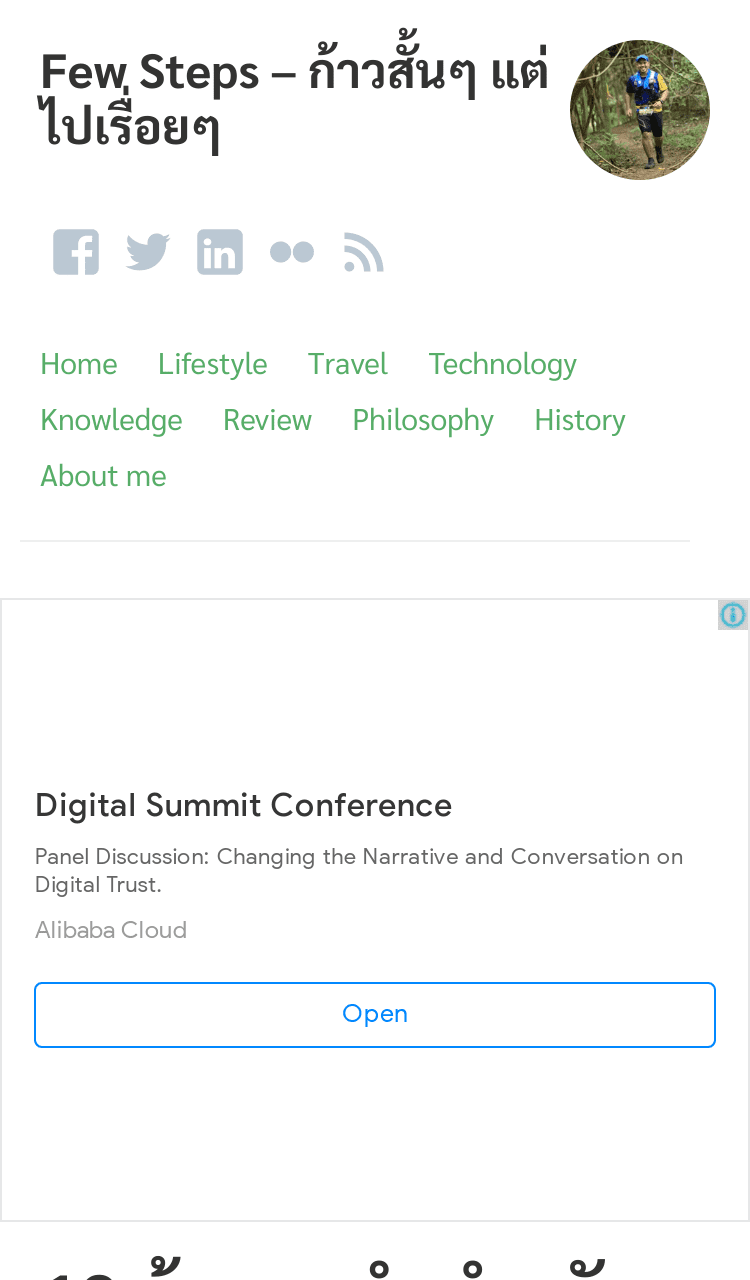 Few Steps – ก้าวสั้นๆ แต่
ไปเรื่อยๆ
Home Lifestyle Travel Technology
Knowledge Review Philosophy History
About me
Digital Summit Conference
Panel Discussion: Changing the Narrative and Conversation on
Digital Trust.
Alibaba Cloud
Open